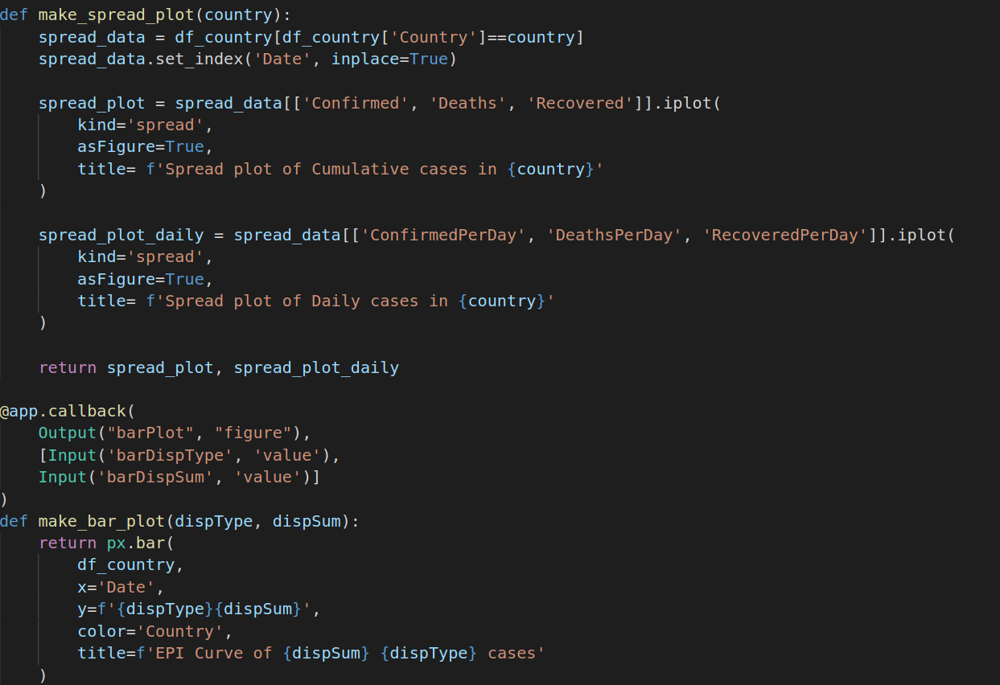 def make_spread_plot(country):
    spread_data = df_country[df_country['Country']==country]
    spread_data.set_index('Date', inplace=True)

    spread_plot = spread_data[['Confirmed', 'Deaths', 'Recovered']].iplot(
        kind='spread',
        asFigure=True,
        title= f'Spread plot of Cumulative cases in {country}'
    )

    spread_plot_daily = spread_data[['ConfirmedPerDay', 'DeathsPerDay', 'RecoveredPerDay']].iplot(
        kind='spread',
        asFigure=True,
        title= f'Spread plot of Daily cases in {country}'
    )

    return spread_plot, spread_plot_daily

@app.callback(
    Output("barPlot", "figure"),
    [Input('barDispType', 'value'),
    Input('barDispSum', 'value')]
)
def make_bar_plot(dispType, dispSum):
    return px.bar(
        df_country,
        x='Date',
        y=f'{dispType}{dispSum}',
        color='Country',
        title=f'EPI Curve of {dispSum} {dispType} cases'
    )